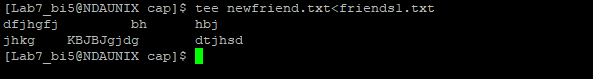 [Lab7_bi5@NDAUNIX cap]$ tee newfriend.txt<friends1.txt
dfjhgfj         bh      hbj
jhkg    KBJBJgjdg       dtjhsd
[Lab7_bi5@NDAUNIX cap]$